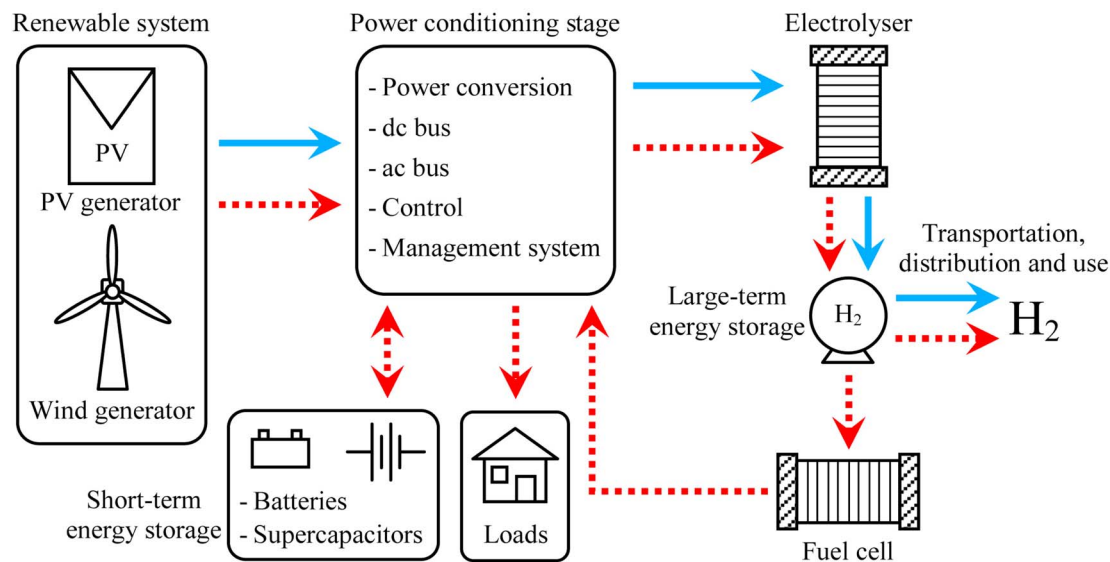 Renewable system
PV
PV generator
Wind generator
Power conditioning stage
- Power conversion
- dc bus
- ac bus
- Control
- Management system
Electrolyser
Transportation,
distribution and use
Large-term
energy storage
H₂
H₂
Short-term
energy storage
- Batteries
- Supercapacitors
Loads
Fuel cell